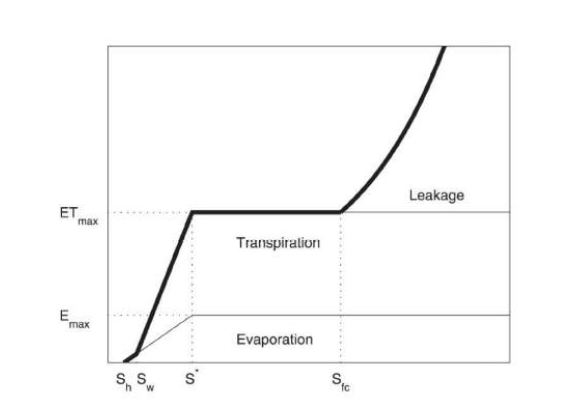 Leakage
ET max
Transpiration
E max
Evaporation
S h S w S * S fc